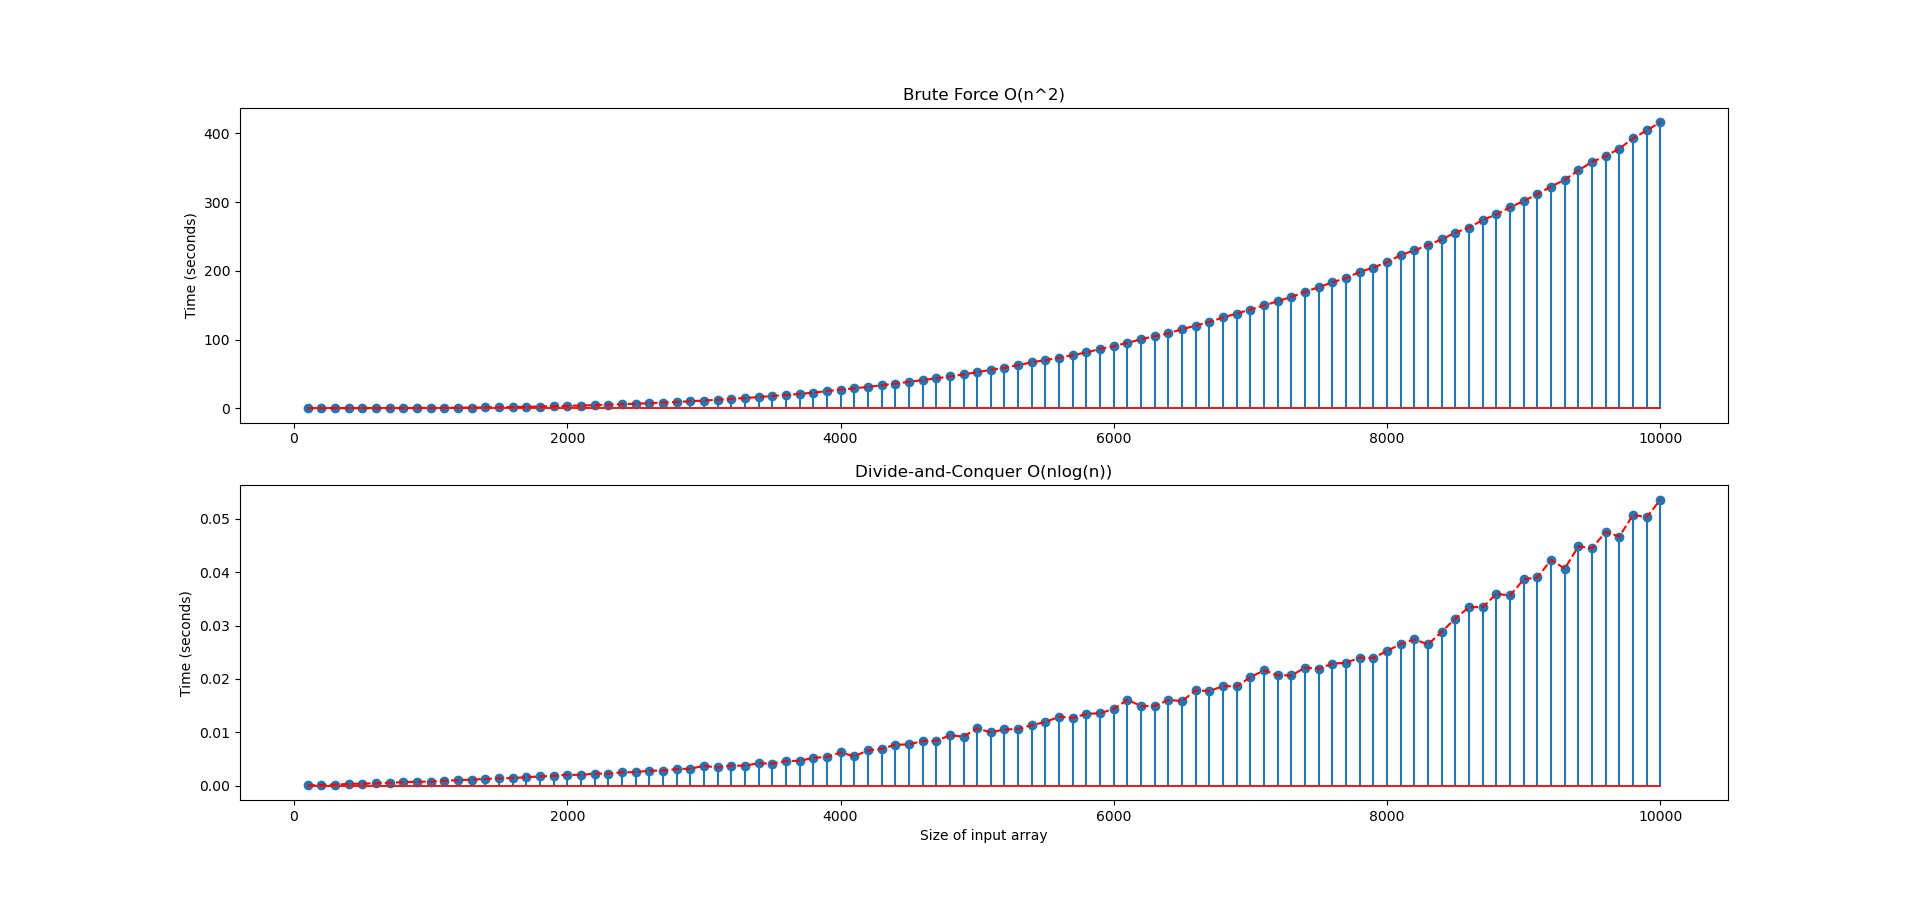 Brute Force O(n^2)
400
300
200
100
0
Time (seconds)
0 2000 4000 6000 8000 10000
Divide-and-Conquer O(nlog(n))
0.05
0.04
0.03
0.02
0.01
0.00
Time (seconds)
0 2000 4000 6000 8000 10000
Size of input array